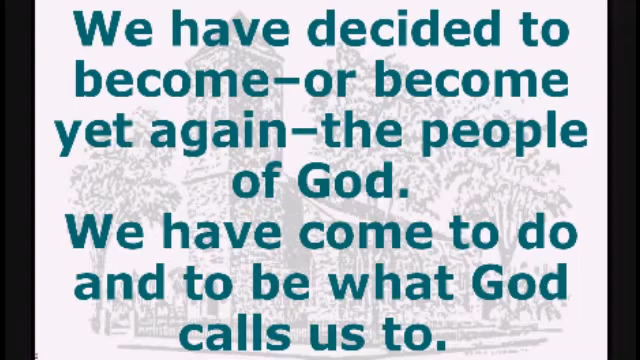 We have decided to
become–or become
yet again–the people
of God.
We have come to do
and to be what God
calls us to.